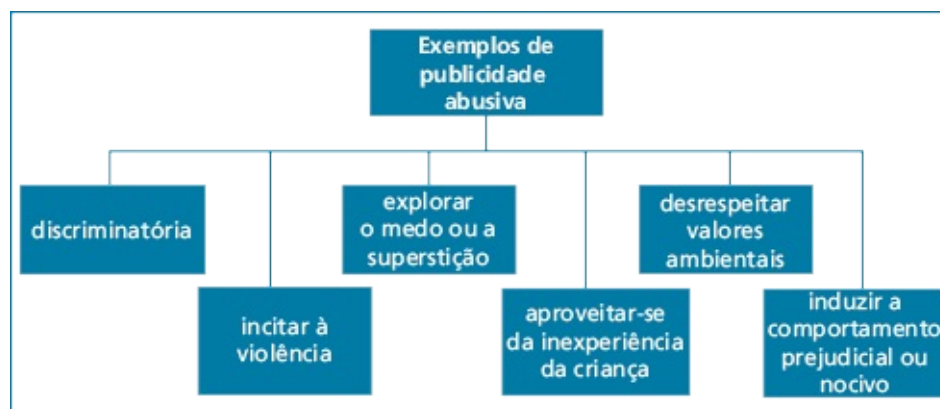 Exemplos de
publicidade
abusiva
discriminatória
incitar à
violência
explorar
o medo ou a
superstição
aproveitar-se
da inexperiência
da criança
desrespeitar
valores
ambientais
induzir a
comportamento
prejudicial ou
nocivo